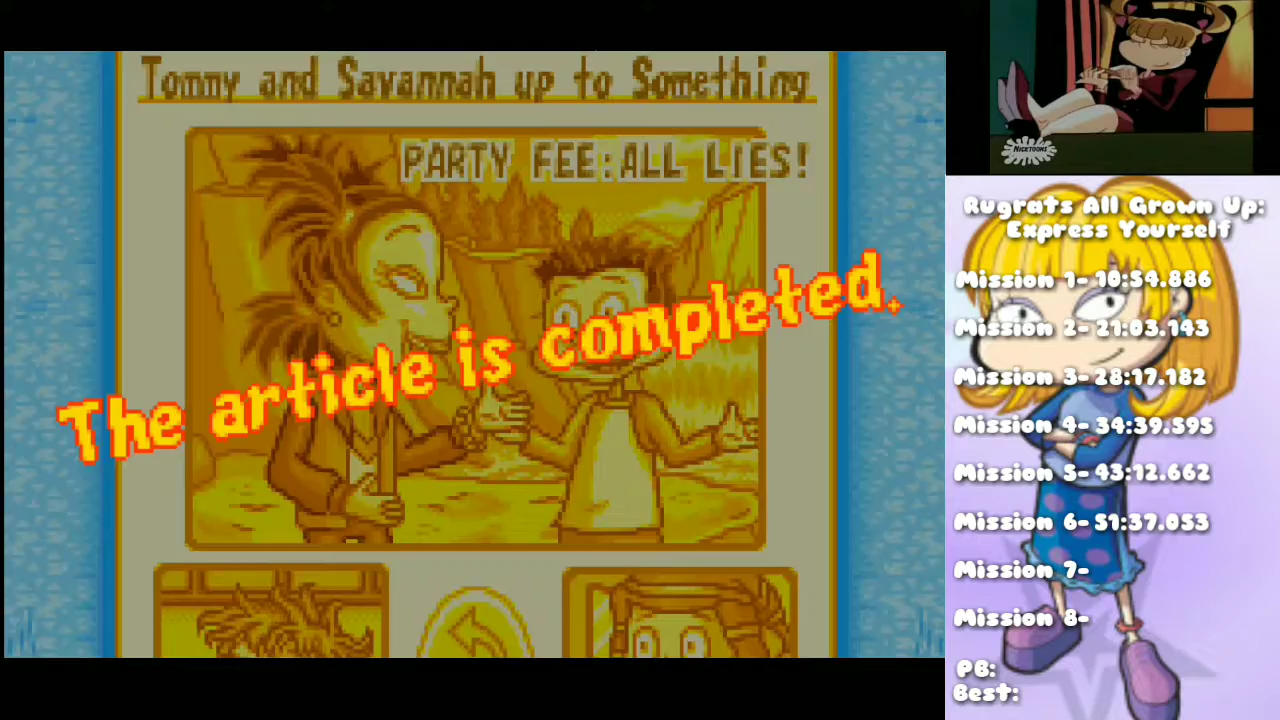 Tommy and Savannah up to Something
PARTY FEE:ALL LIES!
The article is completed.
NICKTOONS
Rugrats All Grown Up:
Express Yourself
Mission 1- 10:54.886
Mission 2- 21:03.143
Mission 3- 28:17.182
Mission 4- 34:39.595
Mission 5- 43:12.662
Mission 6- 51:37.053
Mission 7-
Mission 8-
PB:
Best: